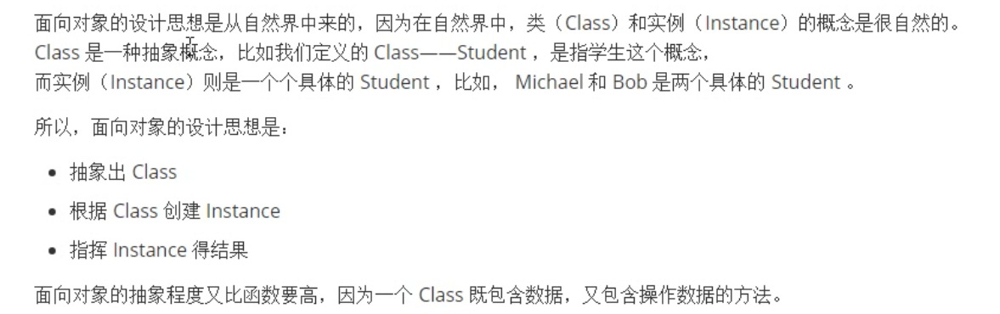 面向对象的设计思想是从自然界中来的，因为在自然界中，类（Class）和实例（Instance）的概念是很自然的。
Class 是一种抽象概念，比如我们定义的 Class——Student ，是指学生这个概念，
而实例（Instance）则是一个个具体的 Student ，比如， Michael 和 Bob 是两个具体的 Student 。
所以，面向对象的设计思想是：
• 抽象出 Class
• 根据 Class 创建 Instance
• 指挥 Instance 得结果
面向对象的抽象程度又比函数要高，因为一个 Class 既包含数据，又包含操作数据的方法。